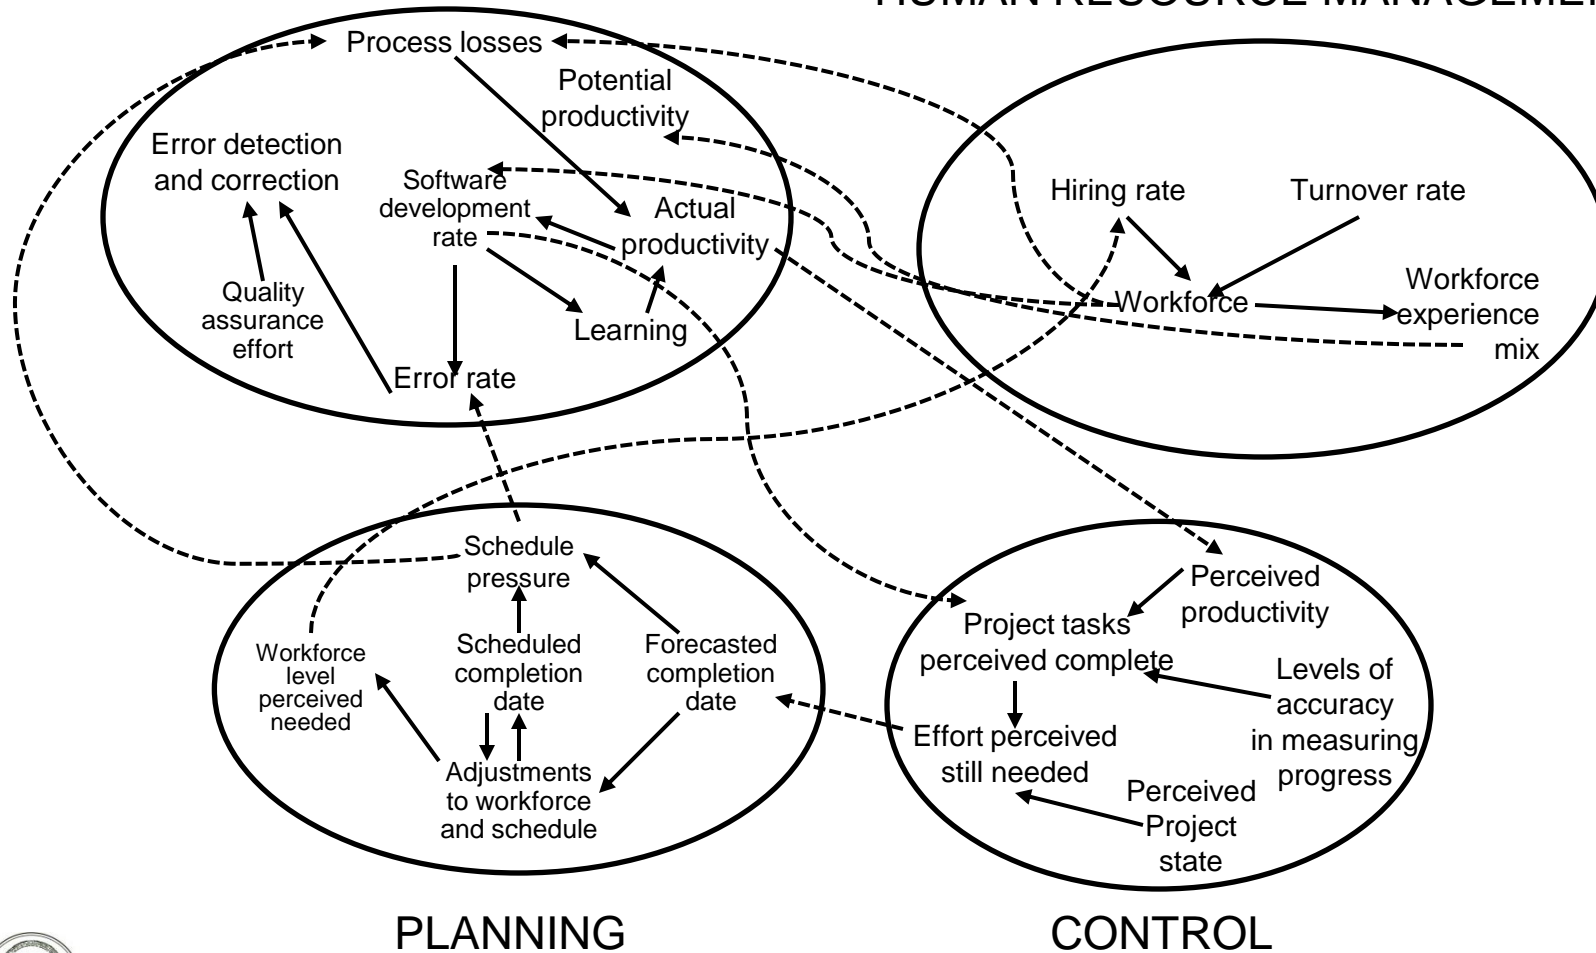 HUMAN RESOURCE MANAGEME
Process losses
Potential
productivity
Error detection
and correction
Software
development
rate
Actual
productivity
Quality
assurance
effort
Learning
Error rate
Hiring rate
Turnover rate
Workforce
Workforce
experience
mix
Schedule
pressure
Workforce
level
perceived
needed
Scheduled
completion
date
Forecasted
completion
date
Adjustments
to workforce
and schedule
Perceived
productivity
Project tasks
perceived complete
Levels of
accuracy
in measuring
progress
Effort perceived
still needed
Perceived
Project
state
PLANNING
CONTROL